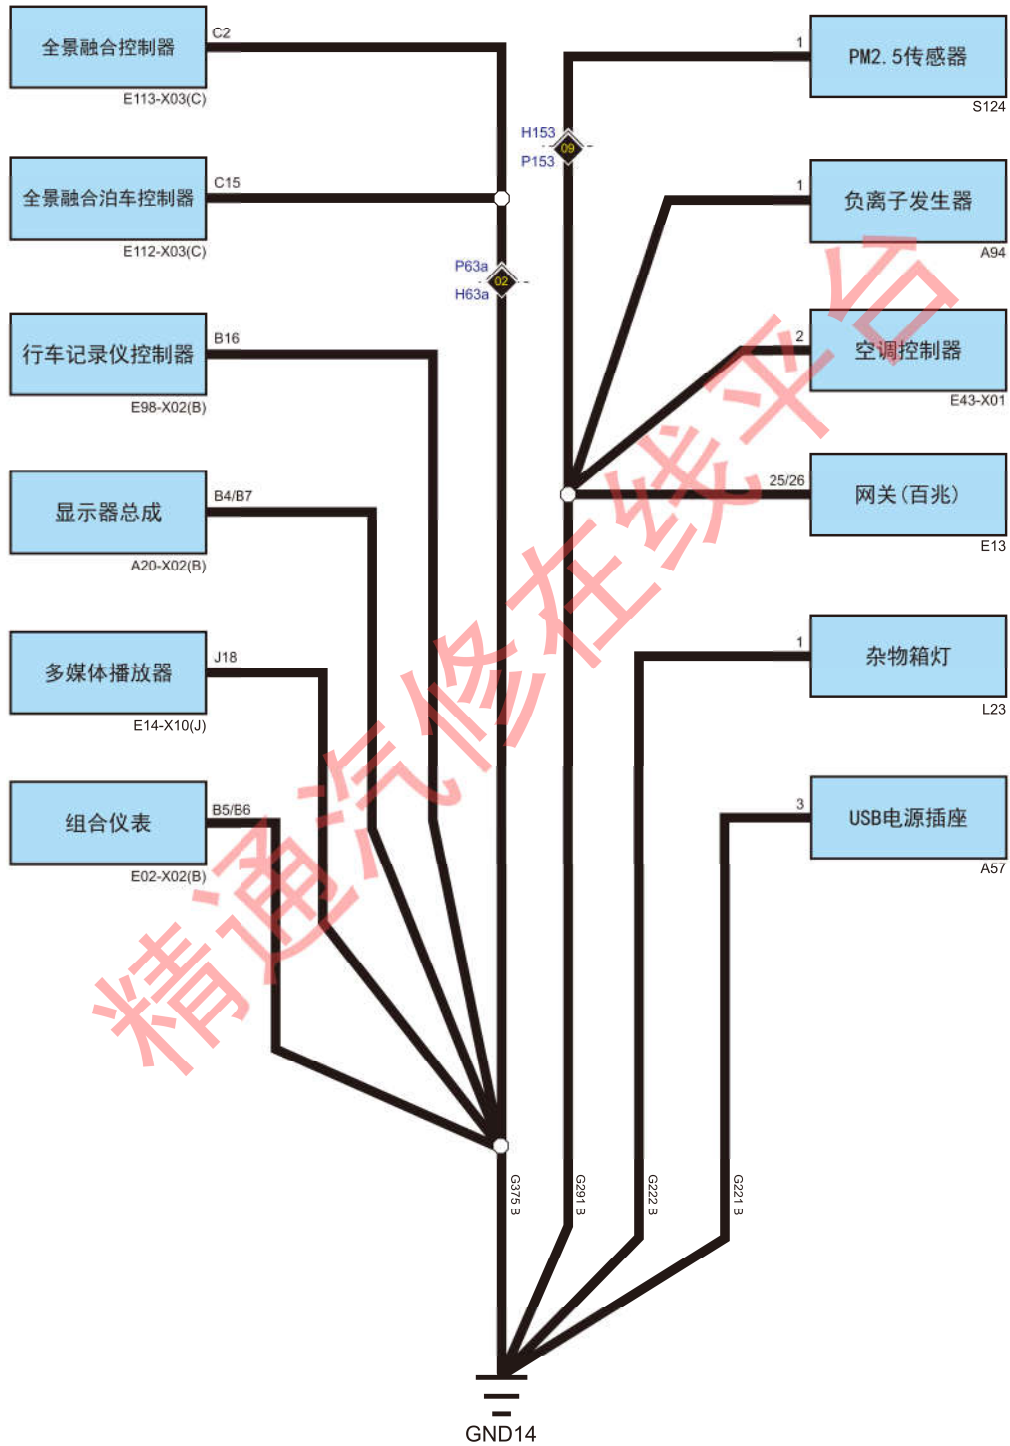 全景融合控制器
C2
E113-X03(C)
全景融合泊车控制器
C15
E112-X03(C)
P63a
02
H63a
行车记录仪控制器
B16
E98-X02(B)
显示器总成
B4/B7
A20-X02(B)
多媒体播放器
J18
E14-X10(J)
组合仪表
B5/B6
E02-X02(B)
1
PM2.5传感器
S124
H153
09
P153
1
负离子发生器
A94
2
空调控制器
E43-X01
25/26
网关(百兆)
E13
1
杂物箱灯
L23
3
USB电源插座
A57
G375 B
G291 B
G222 B
G221 B
GND14
精通汽修在线平台